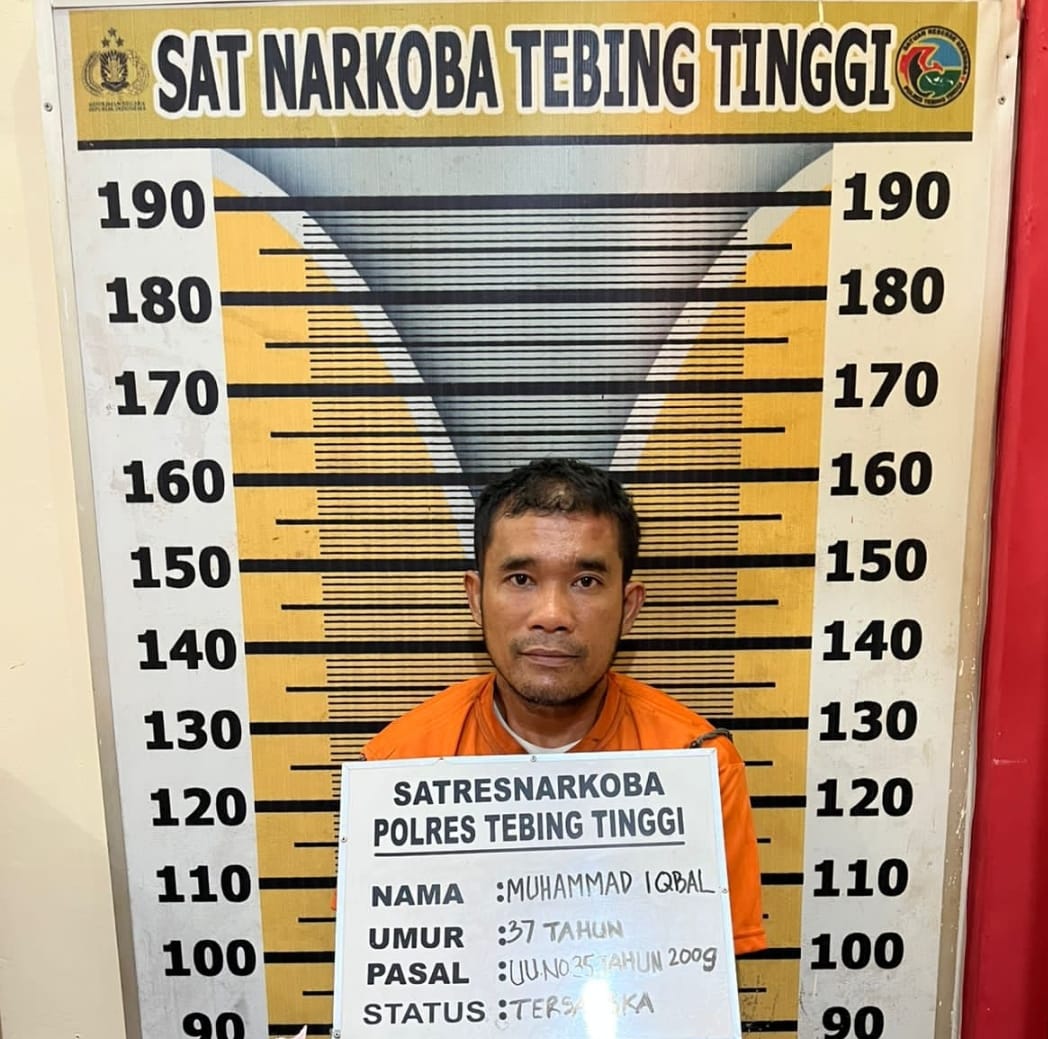 SAT NARKOBA TEBING TINGGI
190 190
180 180
170 170
160 160
150 150
140 140
130 130
120 120
110 110
100 100
90 90
SATRESNARKOBA
POLRES TEBING TINGGI
NAMA :MUHAMMAD IQBAL
UMUR :37 TAHUN
PASAL :UU.NO 35 TAHUN 2009
STATUS :TERSANGKA